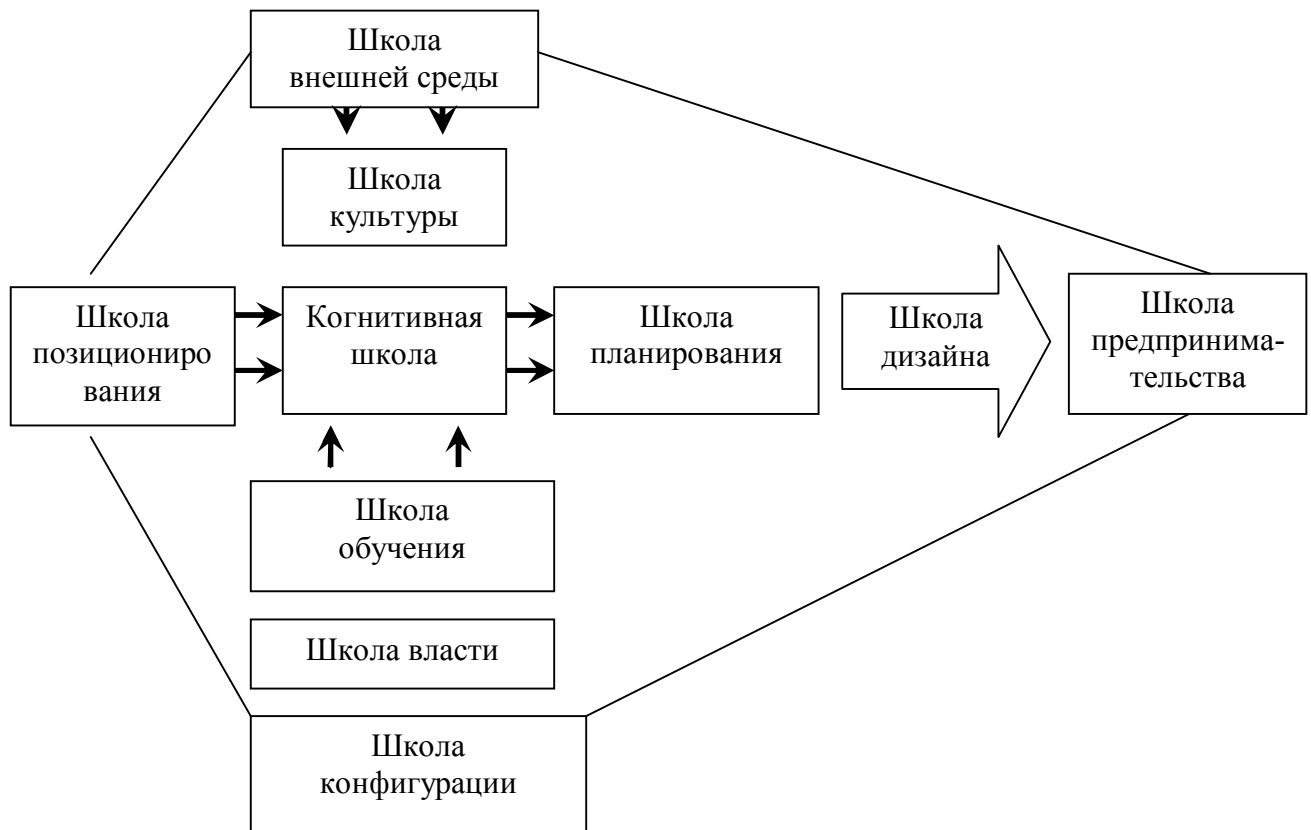 Школа
внешней среды
Школа
культуры
Школа
позициониро
вания
Когнитивная
школа
Школа
планирования
Школа
дизайна
Школа
предпринима-
тельства
Школа
обучения
Школа власти
Школа
конфигурации